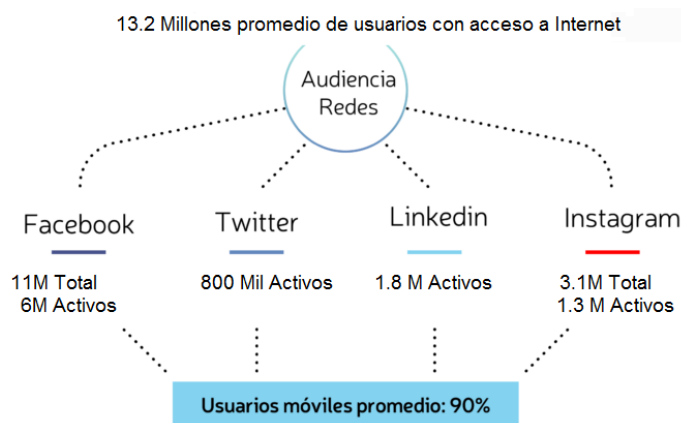 13.2 Millones promedio de usuarios con acceso a Internet
Audiencia
Redes
Facebook
11M Total
6M Activos
Twitter
800 Mil Activos
Linkedin
1.8 M Activos
Instagram
3.1M Total
1.3 M Activos
Usuarios móviles promedio: 90%